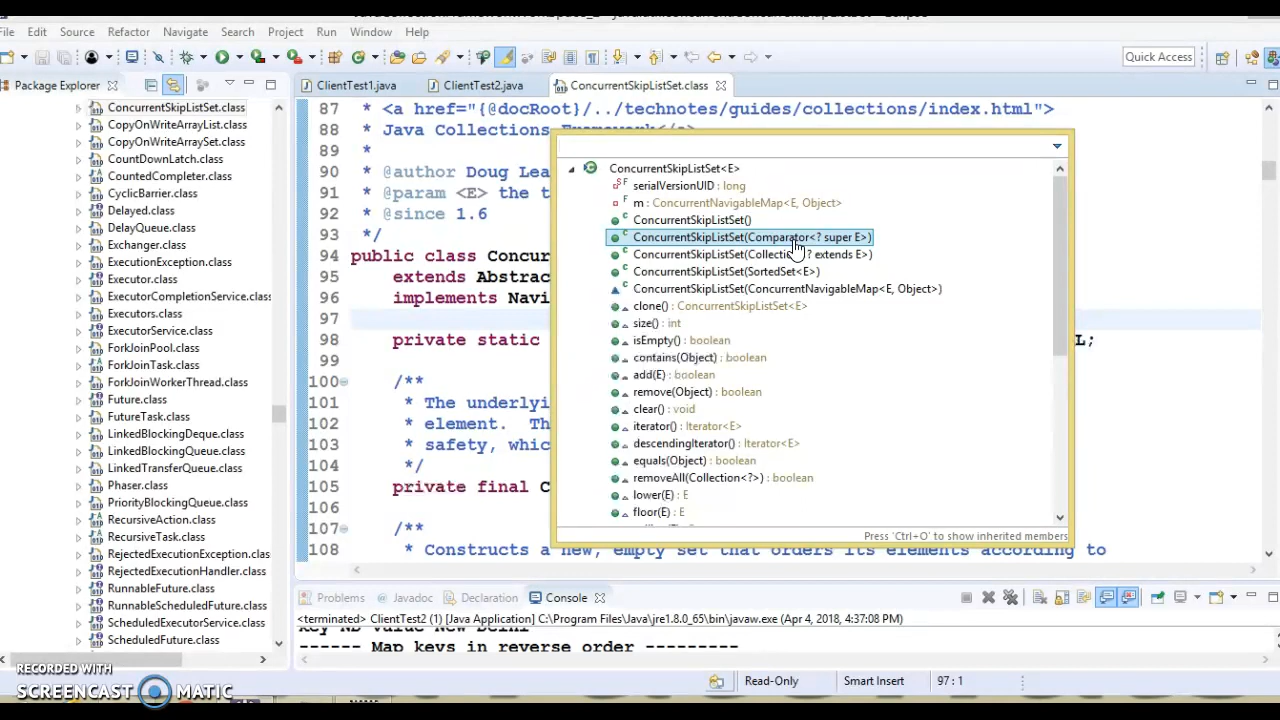 File Edit Source Refactor Navigate Search Project Run Window Help
Quick Access
Package Explorer
ClientTest1.java
ClientTest2.java
ConcurrentSkipListSet.class
ConcurrentSkipListSet.class
CopyOnWriteArrayList.class
CopyOnWriteArraySet.class
CountDownLatch.class
CountedCompleter.class
CyclicBarrier.class
Delayed.class
DelayQueue.class
Exchanger.class
ExecutionException.class
Executor.class
ExecutorCompletionService.class
Executors.class
ExecutorService.class
ForkJoinPool.class
ForkJoinTask.class
ForkJoinWorkerThread.class
Future.class
FutureTask.class
LinkedBlockingDeque.class
LinkedBlockingQueue.class
LinkedTransferQueue.class
Phaser.class
PriorityBlockingQueue.class
RecursiveAction.class
RecursiveTask.class
RejectedExecutionException.class
RejectedExecutionHandler.class
RunnableFuture.class
RunnableScheduledFuture.class
ScheduledExecutorService.class
ScheduledFuture.class
87 * <a href="{@docRoot}/../technotes/guides/collections/index.html">
88 * Java Collections Framework</a>
89 *
90 * @author Doug Lea
91 * @param <E> the t
92 * @since 1.6
93 */
94 public class Concur
95 extends Abstrac
96 implements Navi
97
98 private static L;
99
100 /**
101 * The underlyi
102 * element. Th
103 * safety, whic
104 */
105 private final C
106
107 /**
108 * Constructs a new, empty set that orders its elements according to
ConcurrentSkipListSet<E>
serialVersionUID : long
m : ConcurrentNavigableMap<E, Object>
ConcurrentSkipListSet()
ConcurrentSkipListSet(Comparator<? super E>)
ConcurrentSkipListSet(Collection<? extends E>)
ConcurrentSkipListSet(SortedSet<E>)
ConcurrentSkipListSet(ConcurrentNavigableMap<E, Object>)
clone() : ConcurrentSkipListSet<E>
size() : int
isEmpty() : boolean
contains(Object) : boolean
add(E) : boolean
remove(Object) : boolean
clear() : void
iterator() : Iterator<E>
descendingIterator() : Iterator<E>
equals(Object) : boolean
removeAll(Collection<?>) : boolean
lower(E) : E
floor(E) : E
Press 'Ctrl+O' to show inherited members
Problems Javadoc Declaration Console
<terminated> ClientTest2 (1) [Java Application] C:\Program Files\Java\jre1.8.0_65\bin\javaw.exe (Apr 4, 2018, 4:37:08 PM)
Key ND value New Delhi
------ Map keys in reverse order ---------
Read-Only Smart Insert 97 : 1
RECORDED WITH
SCREENCAST MATIC